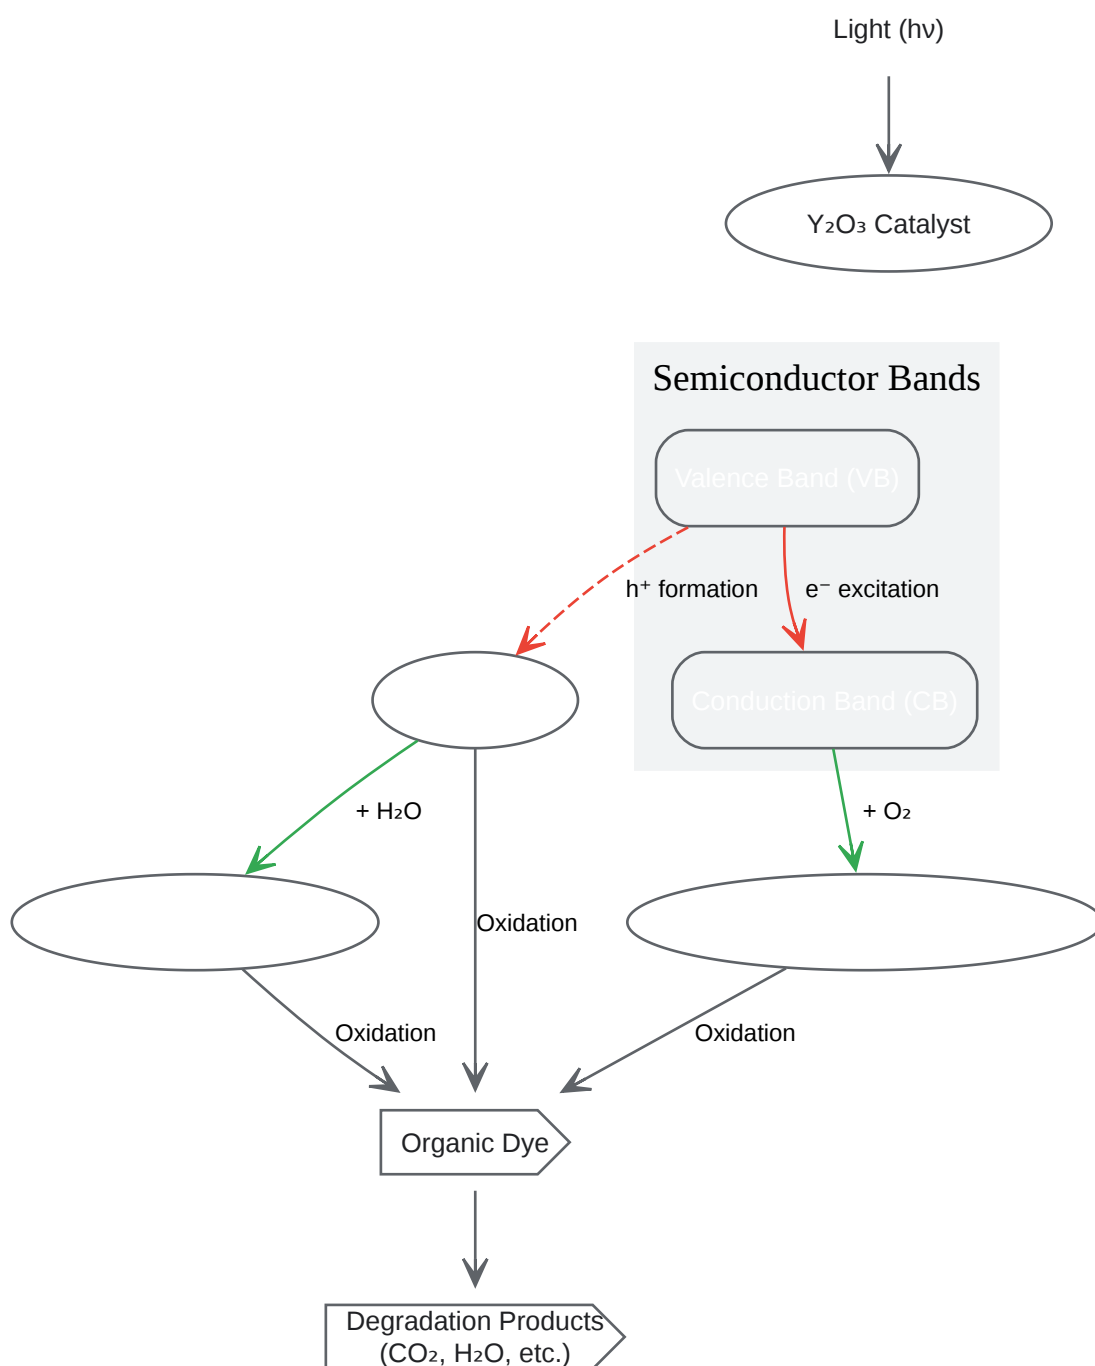 Light (hν)
Y₂O₃ Catalyst
Semiconductor Bands
Valence Band (VB)
h⁺ formation
e⁻ excitation
Conduction Band (CB)
+ H₂O
+ O₂
Oxidation
Oxidation
Oxidation
Organic Dye
Degradation Products
(CO₂, H₂O, etc.)